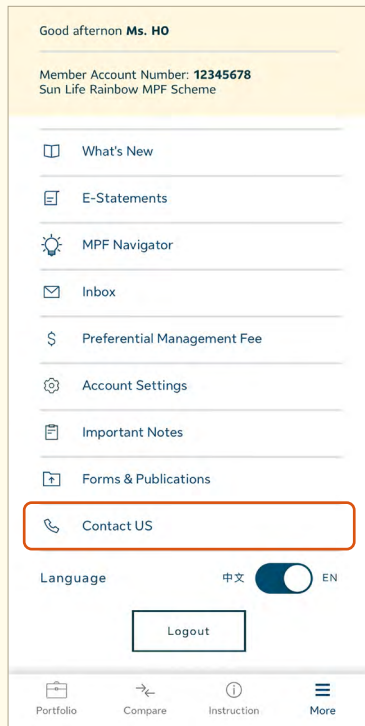 Good afternoon Ms. HO
Member Account Number: 12345678
Sun Life Rainbow MPF Scheme
What's New
E-Statements
MPF Navigator
Inbox
Preferential Management Fee
Account Settings
Important Notes
Forms & Publications
Contact US
Language 中文 EN
Logout
Portfolio Compare Instruction More